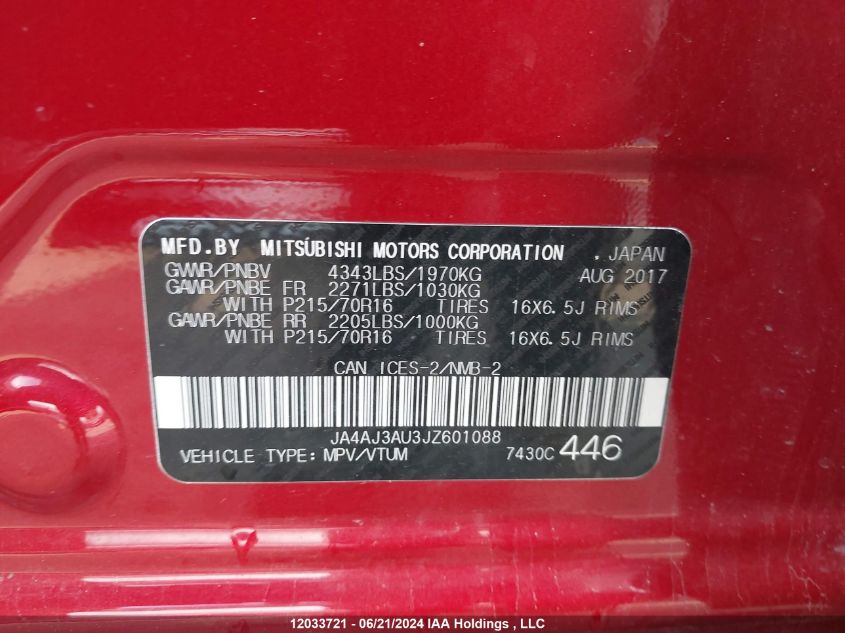 MFD.BY MITSUBISHI MOTORS CORPORATION , JAPAN
GWWR/PNBV 4343LBS/1970KG AUG 2017
GAWR/PNBE FR 2271LBS/1030KG
WITH P215/70R16 TIRES 16X6.5J RIMS
GAWR/PNBE RR 2205LBS/1000KG
WITH P215/70R16 TIRES 16X6.5J RIMS
CAN ICES-2/NMB-2
JA4AJ3AU3JZ601088
VEHICLE TYPE: MPV/VTUM 7430C 446
12033721 - 06/21/2024 IAA Holdings , LLC